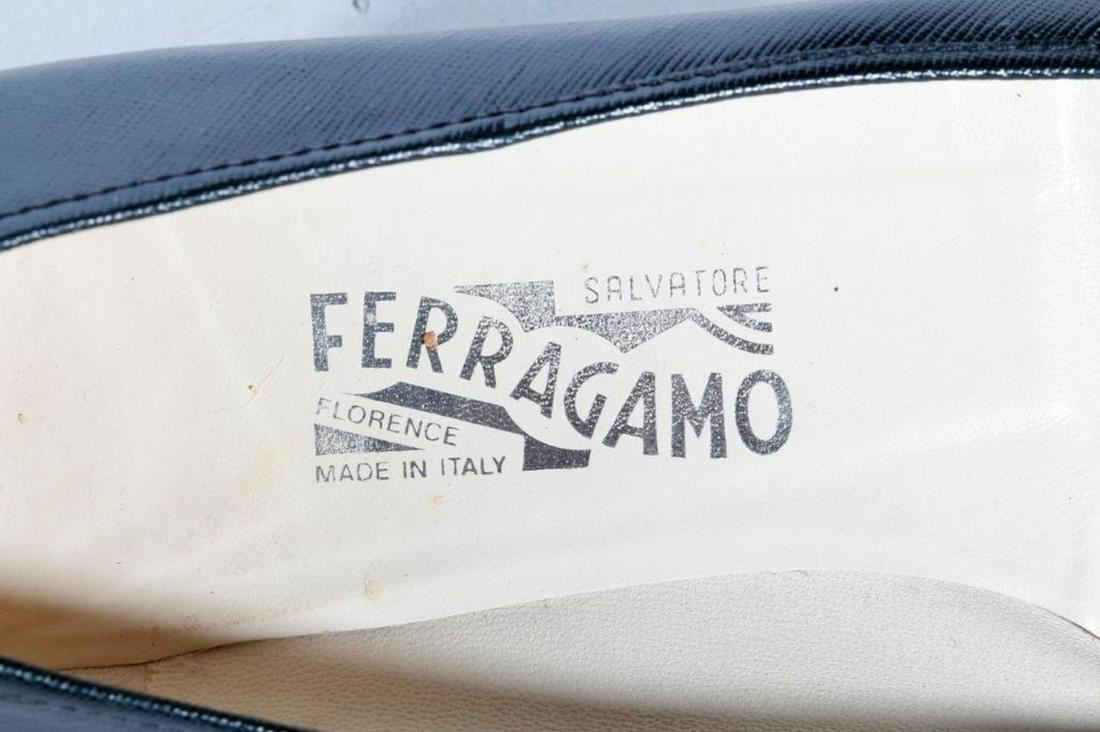 SALVATORE
FERRAGAMO
FLORENCE
MADE IN ITALY